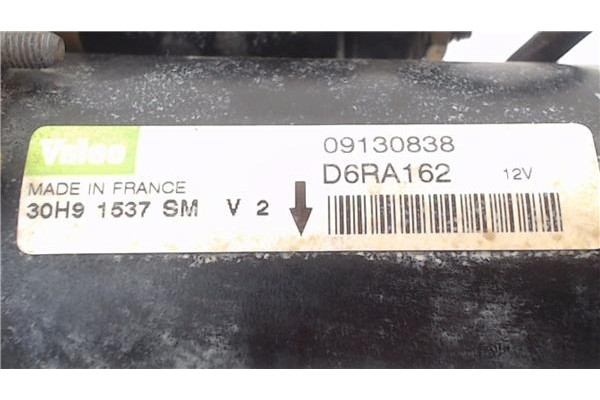 Valeo
MADE IN FRANCE
30H9 1537 SM V 2
09130838
D6RA162 12V